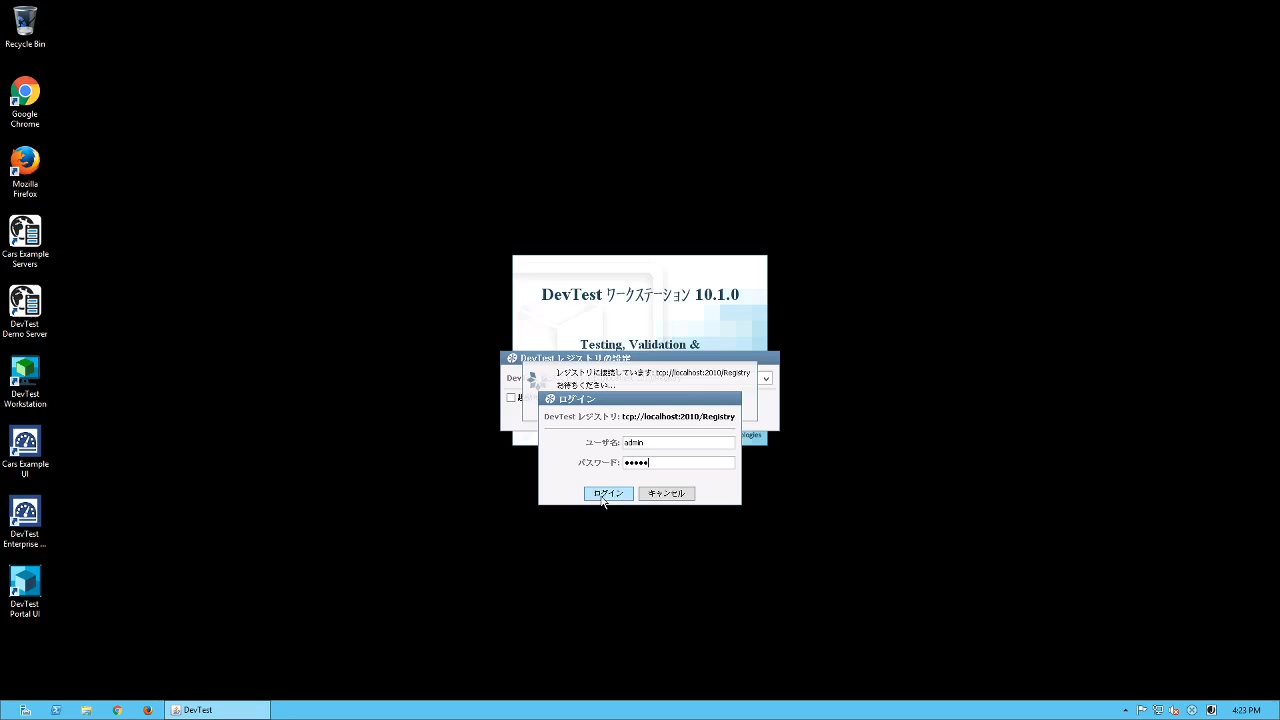 Recycle Bin
Google
Chrome
Mozilla
Firefox
Cars Example
Servers
DevTest
Demo Server
DevTest
Workstation
Cars Example
UI
DevTest
Enterprise ...
DevTest
Portal UI
DevTest ワークステーション 10.1.0
Testing, Validation &
DevTest レジストリの設定
Dev
レジストリに接続しています: tcp://localhost:2010/Registry
お待ちください...
ログイン
DevTest レジストリ: tcp://localhost:2010/Registry
ologies
ユーザ名: admin
パスワード: •••••
ログイン キャンセル
DevTest
4:23 PM